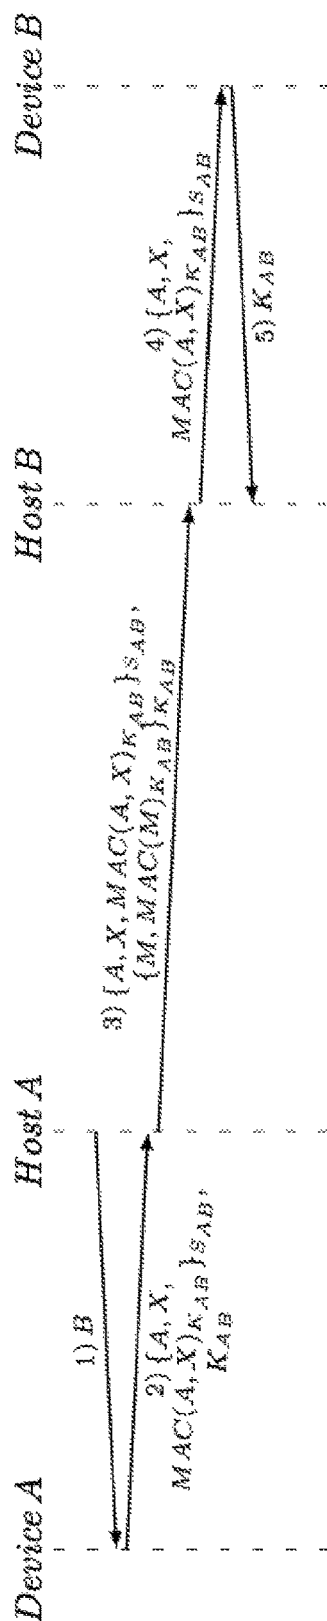 Device A
Host A
Host B
Device B
1) B
2) {A, X,
MAC(A, X)_{K_{AB}}}_{S_{AB}},
K_{AB}
3) {A, X, MAC(A, X)_{K_{AB}}}_{S_{AB}},
{M, MAC(M)_{K_{AB}}}_{K_{AB}}
4) {A, X,
MAC(A, X)_{K_{AB}}}_{S_{AB}}
5) K_{AB}